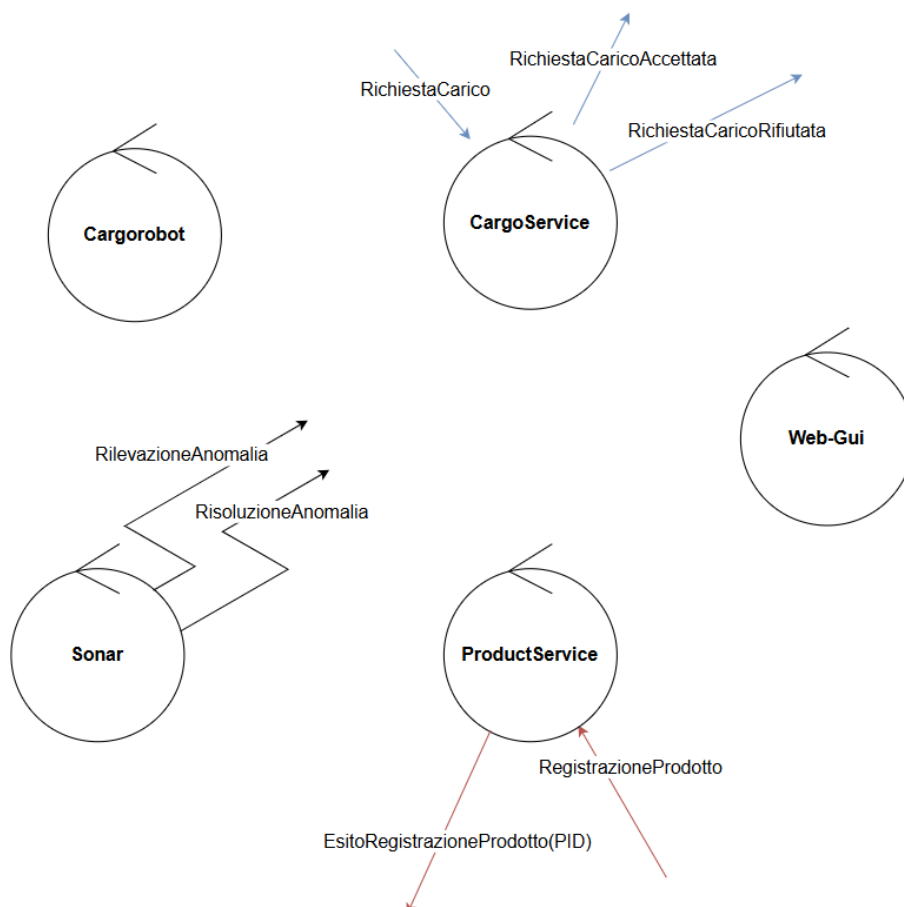 RichiestaCaricoAccettata
RichiestaCarico
RichiestaCaricoRifiutata
Cargorobot
CargoService
Web-Gui
RilevazioneAnomalia
RisoluzioneAnomalia
Sonar
ProductService
RegistrazioneProdotto
EsitoRegistrazioneProdotto(PID)